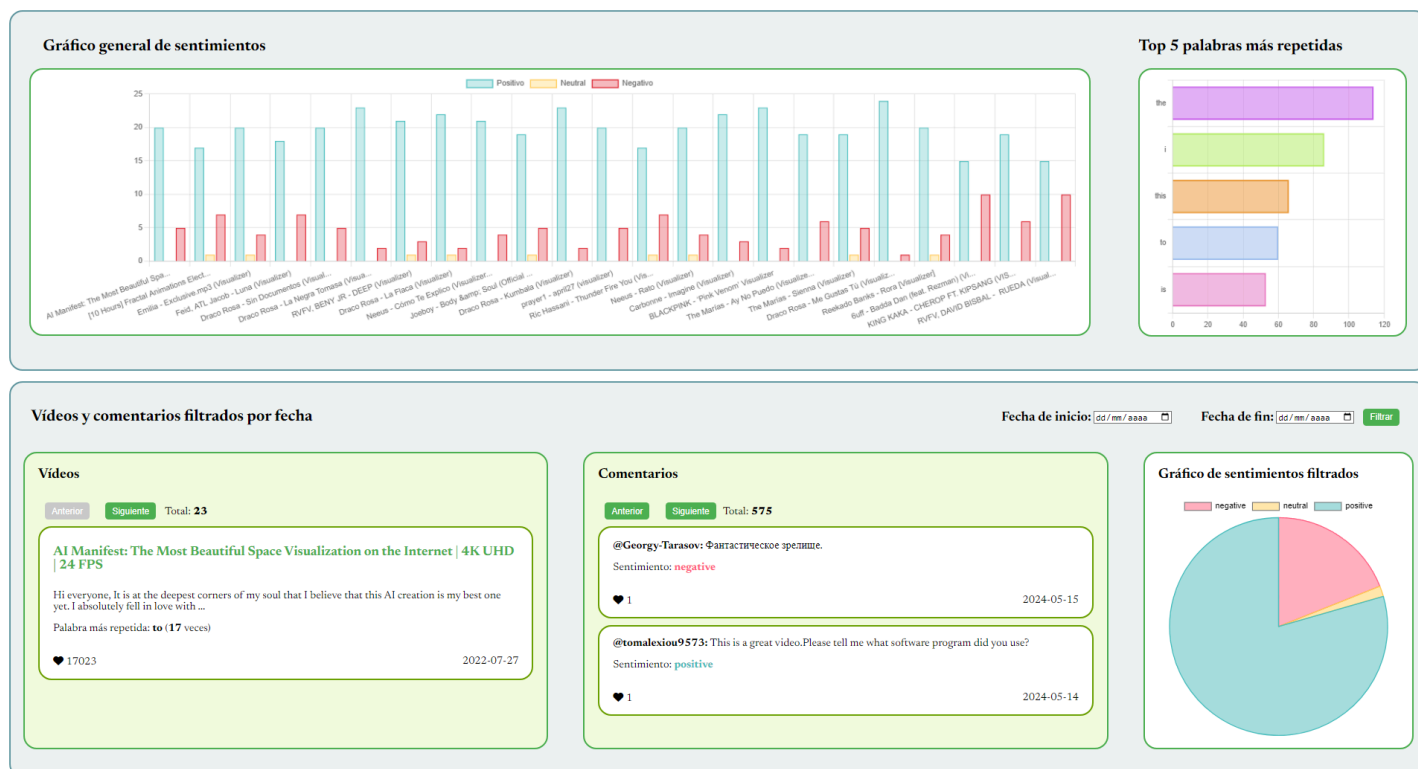 Gráfico general de sentimientos
Top 5 palabras más repetidas
Positivo Neutral Negativo
25
20
15
10
5
0
AI Manifest: The Most Beautiful Spa...
[10 Hours] Fractal Animations Elect...
Emilia - Exclusive.mp3 (Visualizer)
Feid, ATL Jacob - Luna (Visualizer)
Draco Rosa - Sin Documentos (Visual...
Draco Rosa - La Negra Tomasa (Visua...
RVFV, BENY JR - DEEP (Visualizer)
Draco Rosa - La Flaca (Visualizer)
Neeus - Cómo Te Explico (Visualizer...
Joeboy - Body &amp; Soul (Official ...
Draco Rosa - Kumbala (Visualizer)
prayer1 - april27 (visualizer)
Ric Hassani - Thunder Fire You (Vis...
Neeus - Rato (Visualizer)
Carbonne - Imagine (Visualizer)
BLACKPINK - 'Pink Venom' Visualizer
The Marías - Ay No Puedo (Visualize...
The Marías - Sienna (Visualizer)
Draco Rosa - Me Gustas Tú (Visualiz...
Reekado Banks - Rora [Visualizer]
6uff - Badda Dan (feat. Rezman) (Vi...
KING KAKA - CHEROP FT. KIPSANG (VIS...
RVFV, DAVID BISBAL - RUEDA (Visual...
the
i
this
to
is
0 20 40 60 80 100 120
Vídeos y comentarios filtrados por fecha
Fecha de inicio: dd/mm/aaaa Fecha de fin: dd/mm/aaaa Filtrar
Vídeos
Anterior Siguiente Total: 23
AI Manifest: The Most Beautiful Space Visualization on the Internet | 4K UHD
| 24 FPS
Hi everyone, It is at the deepest corners of my soul that I believe that this AI creation is my best one
yet. I absolutely fell in love with ...
Palabra más repetida: to (17 veces)
17023 2022-07-27
Comentarios
Anterior Siguiente Total: 575
@Georgy-Tarasov: Фантастическое зрелище.
Sentimiento: negative
1 2024-05-15
@tomalexiou9573: This is a great video.Please tell me what software program did you use?
Sentimiento: positive
1 2024-05-14
Gráfico de sentimientos filtrados
negative neutral positive